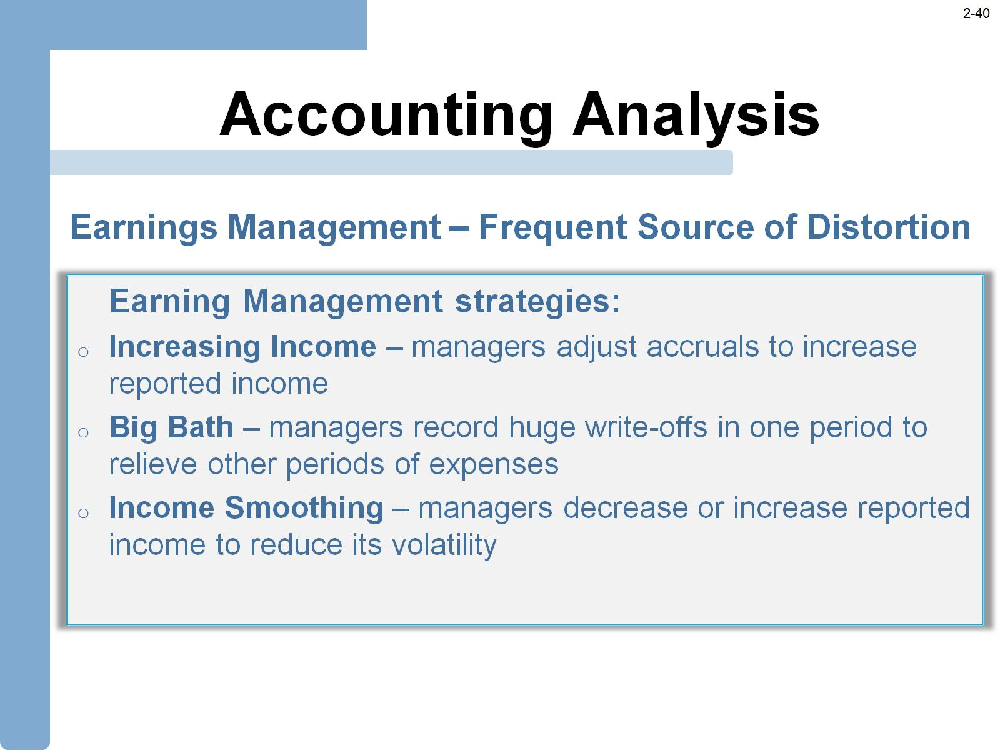 2-40
Accounting Analysis
Earnings Management – Frequent Source of Distortion
Earning Management strategies:
○ Increasing Income – managers adjust accruals to increase
reported income
○ Big Bath – managers record huge write-offs in one period to
relieve other periods of expenses
○ Income Smoothing – managers decrease or increase reported
income to reduce its volatility